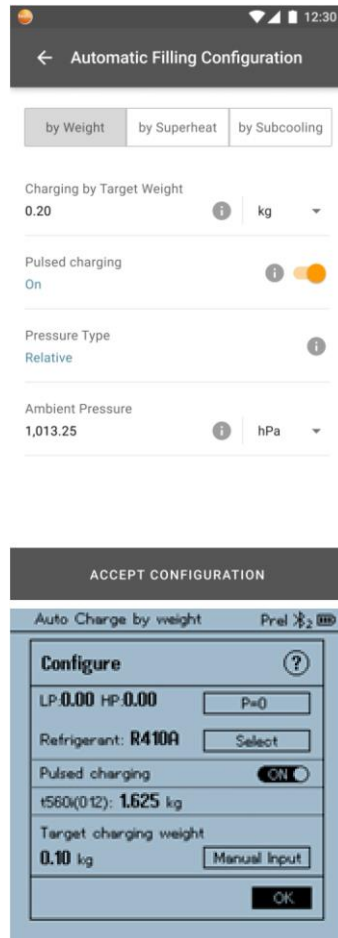 12:30
Automatic Filling Configuration
by Weight by Superheat by Subcooling
Charging by Target Weight
0.20 kg
Pulsed charging
On
Pressure Type
Relative
Ambient Pressure
1,013.25 hPa
ACCEPT CONFIGURATION
Auto Charge by weight Prel 2
Configure ?
LP:0.00 HP:0.00 P=0
Refrigerant: R410A Select
Pulsed charging ON
t560i(012): 1.625 kg
Target charging weight
0.10 kg Manual Input
OK